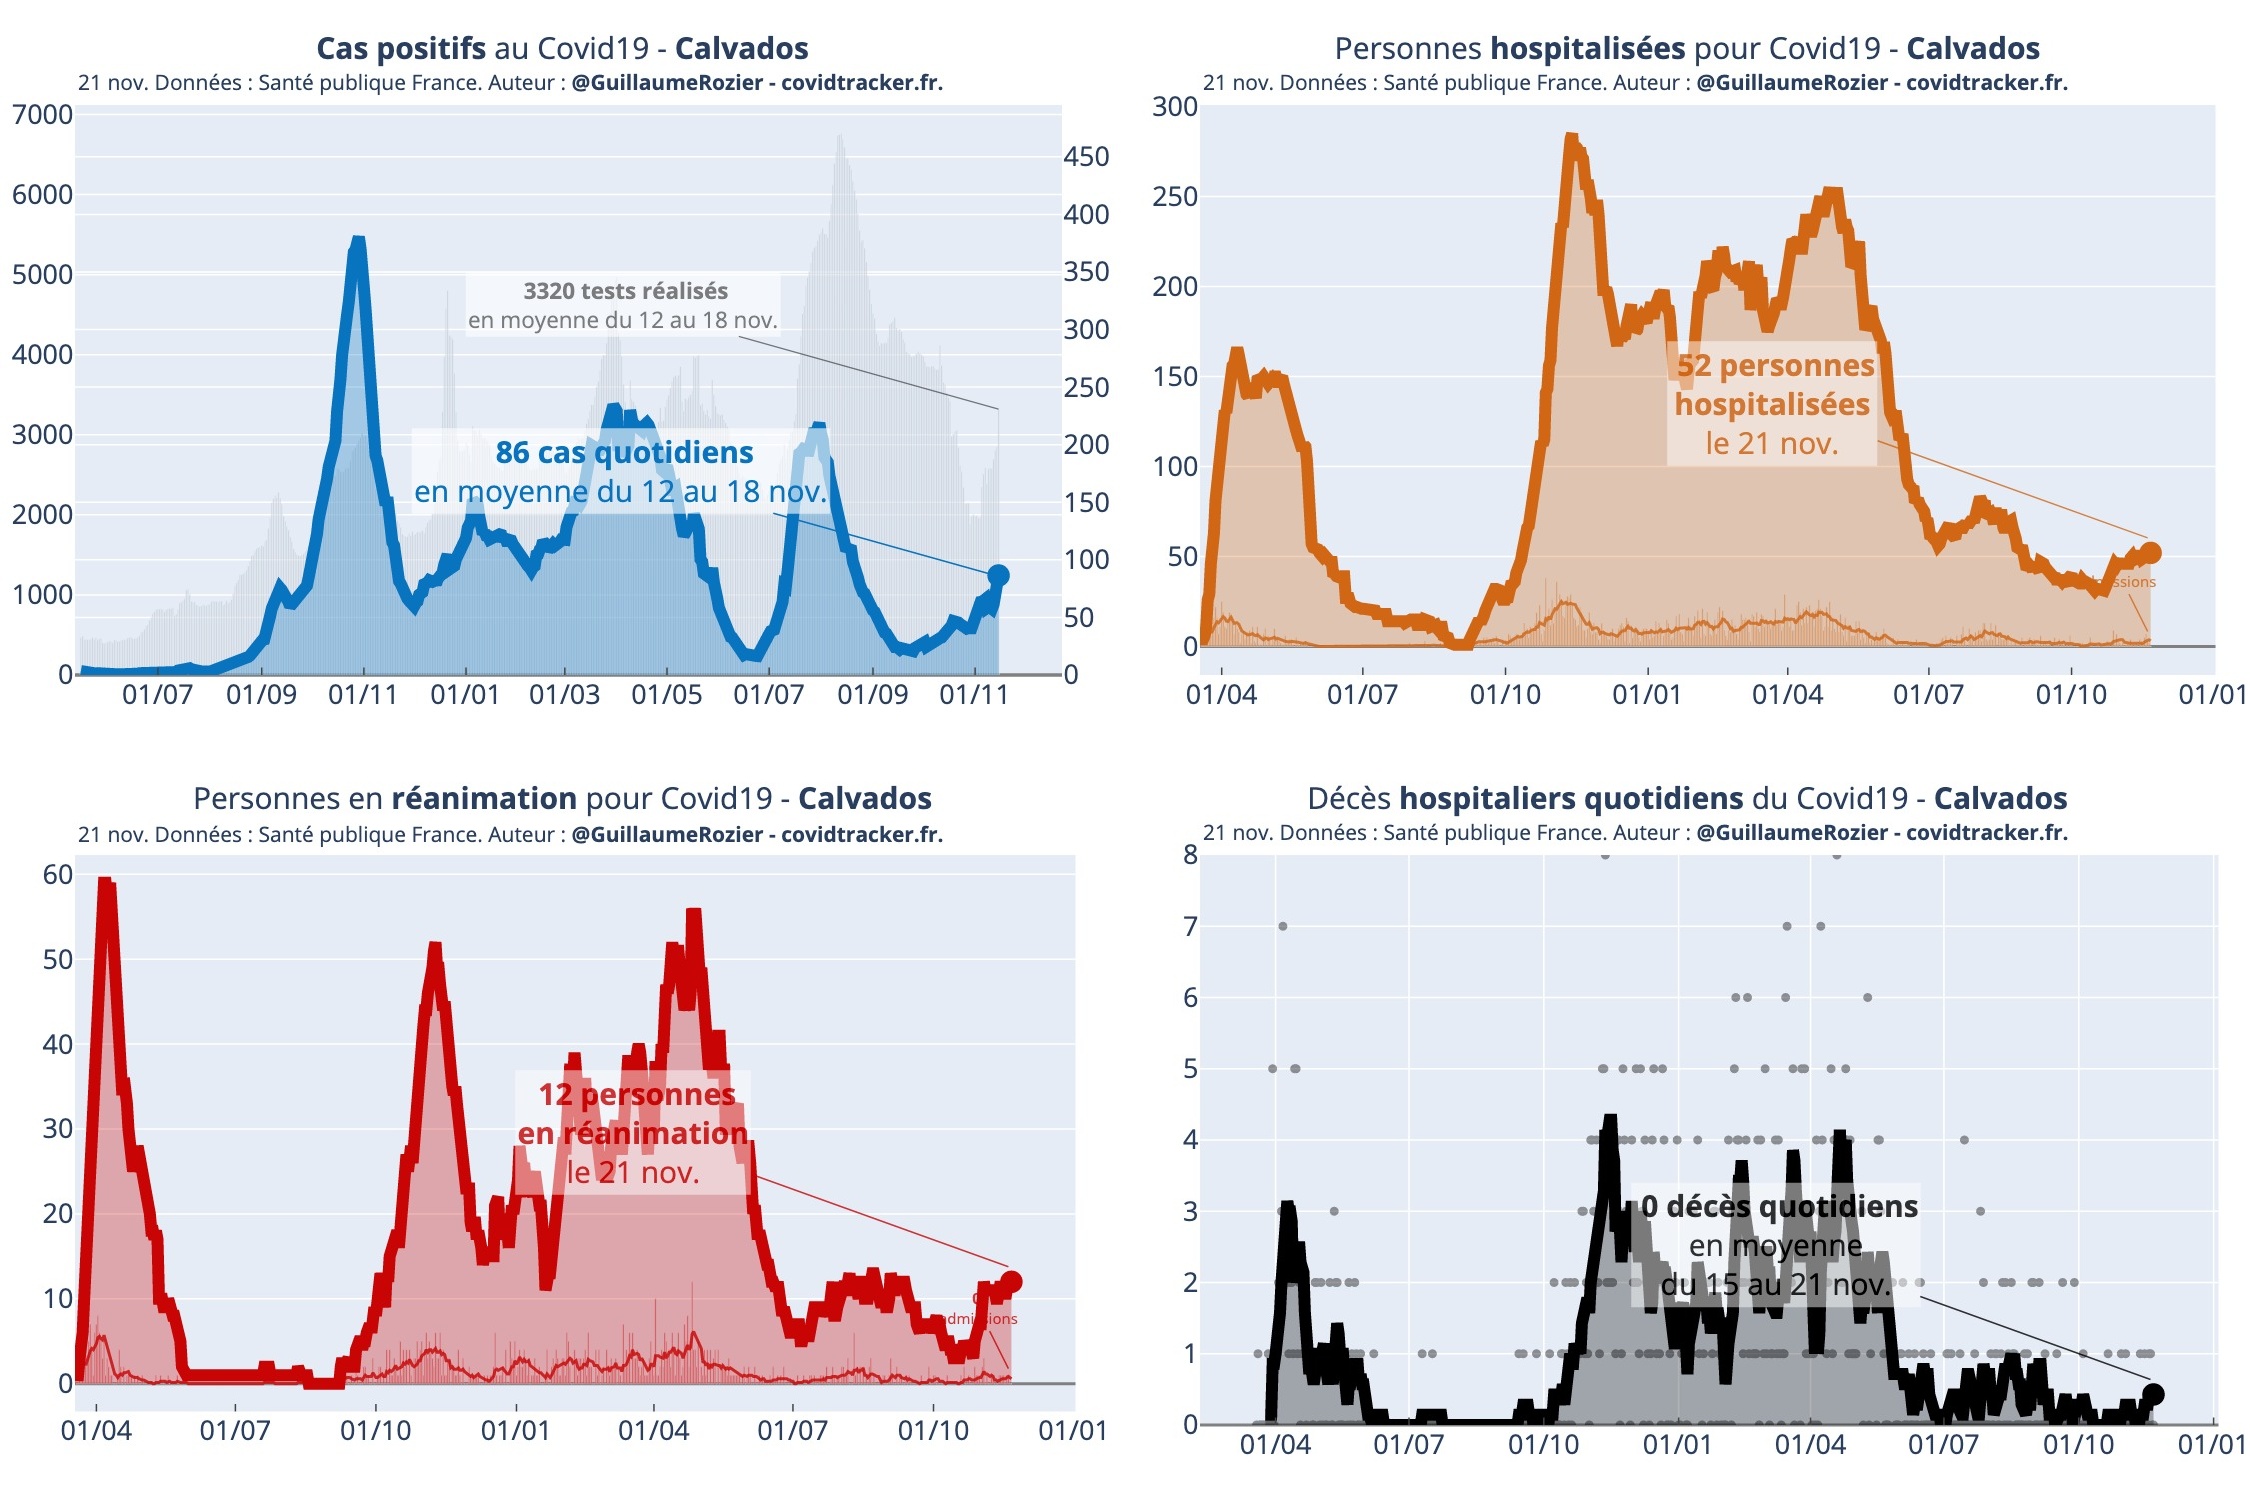 Cas positifs au Covid19 - Calvados
21 nov. Données : Santé publique France. Auteur : @GuillaumeRozier - covidtracker.fr.
7000
6000
5000
4000
3000
2000
1000
0
450
400
350
300
250
200
150
100
50
0
3320 tests réalisés
en moyenne du 12 au 18 nov.
86 cas quotidiens
en moyenne du 12 au 18 nov.
01/07 01/09 01/11 01/01 01/03 01/05 01/07 01/09 01/11
Personnes hospitalisées pour Covid19 - Calvados
21 nov. Données : Santé publique France. Auteur : @GuillaumeRozier - covidtracker.fr.
300
250
200
150
100
50
0
52 personnes
hospitalisées
le 21 nov.
01/04 01/07 01/10 01/01 01/04 01/07 01/10 01/01
Personnes en réanimation pour Covid19 - Calvados
21 nov. Données : Santé publique France. Auteur : @GuillaumeRozier - covidtracker.fr.
60
50
40
30
20
10
0
12 personnes
en réanimation
le 21 nov.
admissions
01/04 01/07 01/10 01/01 01/04 01/07 01/10 01/01
Décès hospitaliers quotidiens du Covid19 - Calvados
21 nov. Données : Santé publique France. Auteur : @GuillaumeRozier - covidtracker.fr.
8
7
6
5
4
3
2
1
0
0 décès quotidiens
en moyenne
du 15 au 21 nov.
01/04 01/07 01/10 01/01 01/04 01/07 01/10 01/01